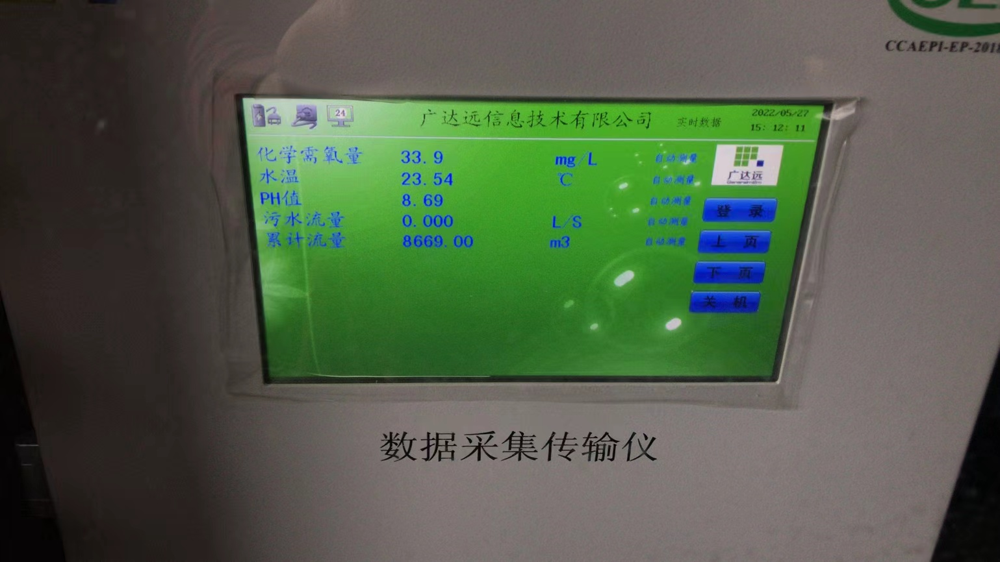 CCAEPI-EP-2018
24
广达远信息技术有限公司
实时数据
2022/05/27
15: 12: 11
化学需氧量 33.9 mg/L 自动测量
水温 23.54 ℃ 自动测量
PH值 8.69 自动测量
污水流量 0.000 L/S 自动测量
累计流量 8669.00 m3 自动测量
广达远
登 录
上 页
下 页
关 机
数据采集传输仪